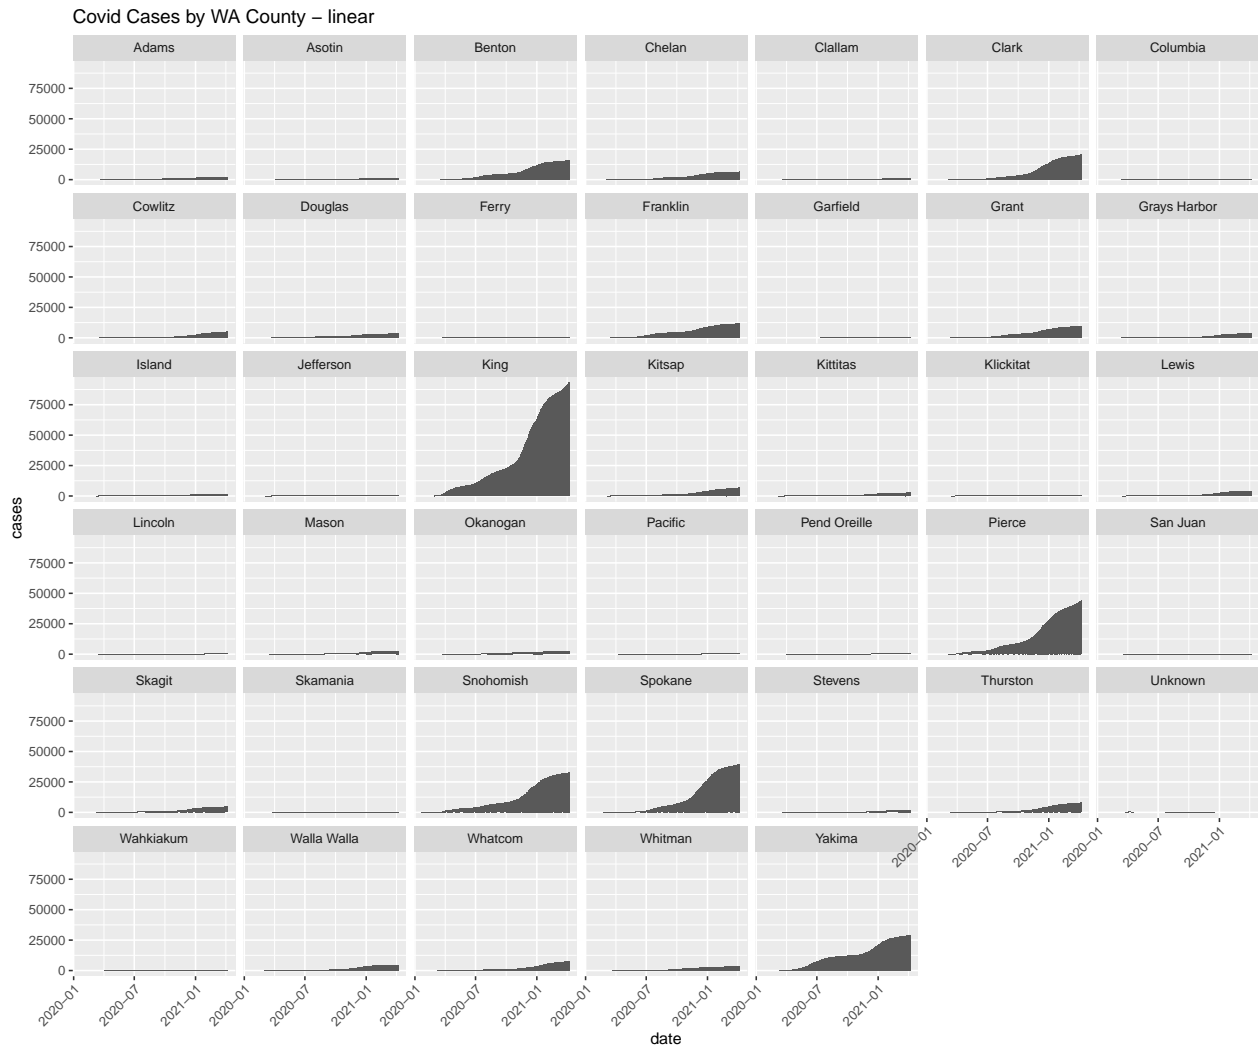 Covid Cases by WA County – linear
Adams Asotin Benton Chelan Clallam Clark Columbia
75000
50000
25000
0
Cowlitz Douglas Ferry Franklin Garfield Grant Grays Harbor
75000
50000
25000
0
Island Jefferson King Kitsap Kittitas Klickitat Lewis
75000
50000
25000
0
cases
Lincoln Mason Okanogan Pacific Pend Oreille Pierce San Juan
75000
50000
25000
0
Skagit Skamania Snohomish Spokane Stevens Thurston Unknown
75000
50000
25000
0
2020–01 2020–07 2021–01 2020–01 2020–07 2021–01
Wahkiakum Walla Walla Whatcom Whitman Yakima
75000
50000
25000
0
2020–01 2020–07 2021–01 2020–01 2020–07 2021–01 2020–01 2020–07 2021–01 2020–01 2020–07 2021–01 2020–01 2020–07 2021–01
date